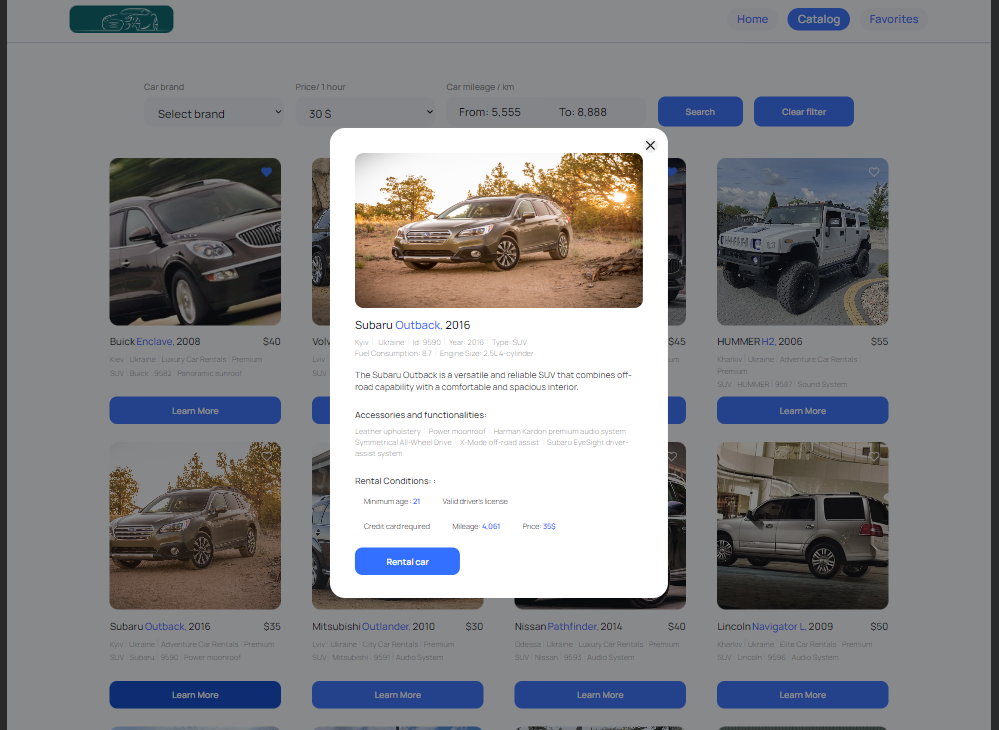 Home Catalog Favorites
Car brand Price/ 1 hour Car mileage / km
Select brand 30 $ From: 5,555 To: 8,888 Search Clear filter
Buick Enclave, 2008 $40
Kiev Ukraine Luxury Car Rentals Premium
SUV Buick 9582 Panoramic sunroof
Learn More
Volv
Lviv
SUV
$45
HUMMER H2, 2006 $55
Kharkiv Ukraine Adventure Car Rentals
Premium
SUV HUMMER 9587 Sound System
Learn More
Subaru Outback, 2016
Kyiv | Ukraine | Id: 9590 | Year: 2016 | Type: SUV
Fuel Consumption: 8.7 | Engine Size: 2.5L 4-cylinder
The Subaru Outback is a versatile and reliable SUV that combines off-
road capability with a comfortable and spacious interior.
Accessories and functionalities:
Leather upholstery | Power moonroof | Harman Kardon premium audio system
Symmetrical All-Wheel Drive | X-Mode off-road assist | Subaru EyeSight driver-
assist system
Rental Conditions: :
Minimum age : 21 Valid driver's license
Credit card required Mileage: 4,061 Price: 35$
Rental car
Subaru Outback, 2016 $35
Kyiv Ukraine Adventure Car Rentals Premium
SUV Subaru 9590 Power moonroof
Learn More
Mitsubishi Outlander, 2010 $30
Lviv Ukraine City Car Rentals Premium
SUV Mitsubishi 9591 Audio System
Learn More
Nissan Pathfinder, 2014 $40
Odessa Ukraine Luxury Car Rentals Premium
SUV Nissan 9593 Audio System
Learn More
Lincoln Navigator L, 2009 $50
Kharkiv Ukraine Elite Car Rentals Premium
SUV Lincoln 9596 Audio System
Learn More